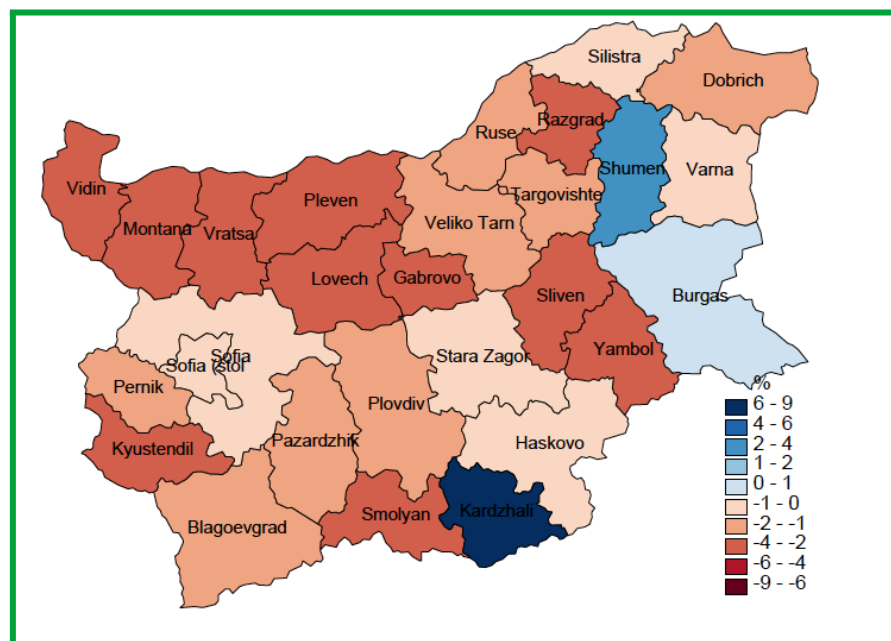 Silistra
Dobrich
Ruse
Razgrad
Shumen
Varna
Vidin
Montana
Vratsa
Pleven
Targovishte
Veliko Tarn
Lovech
Gabrovo
Sliven
Burgas
Yambol
Sofia
Sofia (stol
Stara Zagor
Pernik
Plovdiv
Kyustendil
Pazardzhik
Haskovo
Blagoevgrad
Smolyan
Kardzhali
%
6 - 9
4 - 6
2 - 4
1 - 2
0 - 1
-1 - 0
-2 - -1
-4 - -2
-6 - -4
-9 - -6